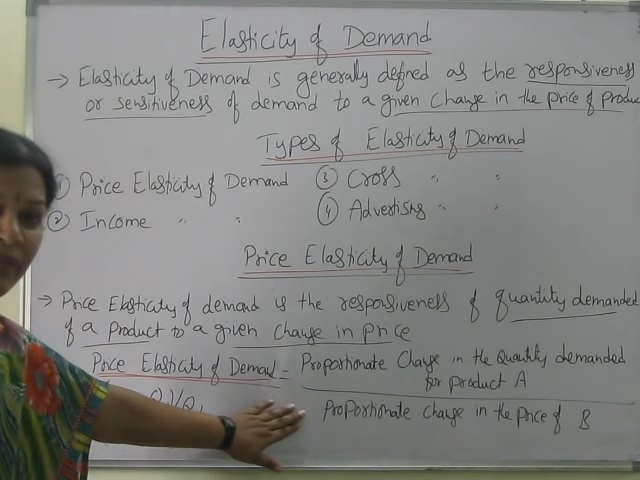 Elasticity of Demand
→ Elasticity of Demand is generally defined as the responsiveness
or sensitiveness of demand to a given change in the price of produc
Types of Elasticity of Demand
① Price Elasticity of Demand ③ Cross " "
② Income " " ④ Advertising " "
Price Elasticity of Demand
→ Price Elasticity of demand is the responsiveness of quantity demanded
of a product to a given change in price
Price Elasticity of Demand = Proportionate Change in the Quantity demanded
for product A
Proportionate change in the price of B